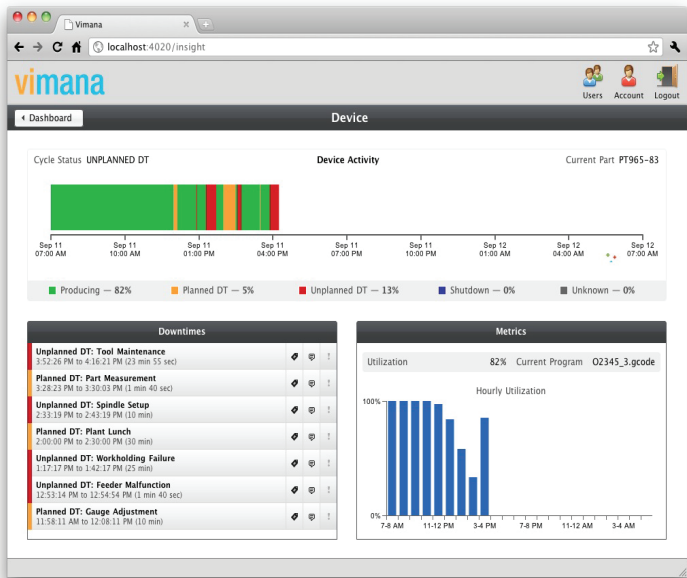 Vimana
localhost:4020/insight
vimana
Users Account Logout
Dashboard
Device
Cycle Status UNPLANNED DT
Device Activity
Current Part PT965-83
Sep 11 Sep 11 Sep 11 Sep 11 Sep 11 Sep 11 Sep 12 Sep 12 Sep 12
07:00 AM 10:00 AM 01:00 PM 04:00 PM 07:00 PM 10:00 PM 01:00 AM 04:00 AM 07:00 AM
Producing — 82% Planned DT — 5% Unplanned DT — 13% Shutdown — 0% Unknown — 0%
Downtimes
Unplanned DT: Tool Maintenance
3:52:26 PM to 4:16:21 PM (23 min 55 sec)
Planned DT: Part Measurement
3:28:23 PM to 3:30:03 PM (1 min 40 sec)
Unplanned DT: Spindle Setup
2:33:19 PM to 2:43:19 PM (10 min)
Planned DT: Plant Lunch
2:00:00 PM to 2:30:00 PM (30 min)
Unplanned DT: Workholding Failure
1:17:17 PM to 1:42:17 PM (25 min)
Unplanned DT: Feeder Malfunction
12:53:14 PM to 12:54:54 PM (1 min 40 sec)
Planned DT: Gauge Adjustment
11:58:11 AM to 12:08:11 PM (10 min)
Metrics
Utilization 82% Current Program O2345_3.gcode
Hourly Utilization
100%
0%
7-8 AM 11-12 PM 3-4 PM 7-8 PM 11-12 AM 3-4 AM